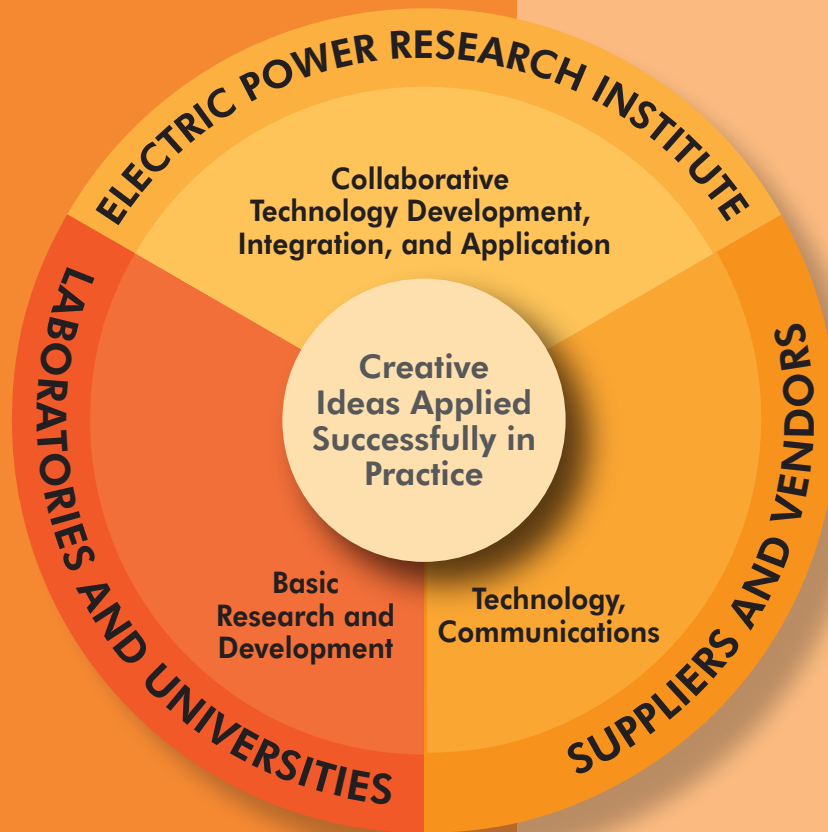 ELECTRIC POWER RESEARCH INSTITUTE
Collaborative
Technology Development,
Integration, and Application
Creative
Ideas Applied
Successfully in
Practice
LABORATORIES AND UNIVERSITIES
Basic
Research and
Development
Technology,
Communications
SUPPLIERS AND VENDORS